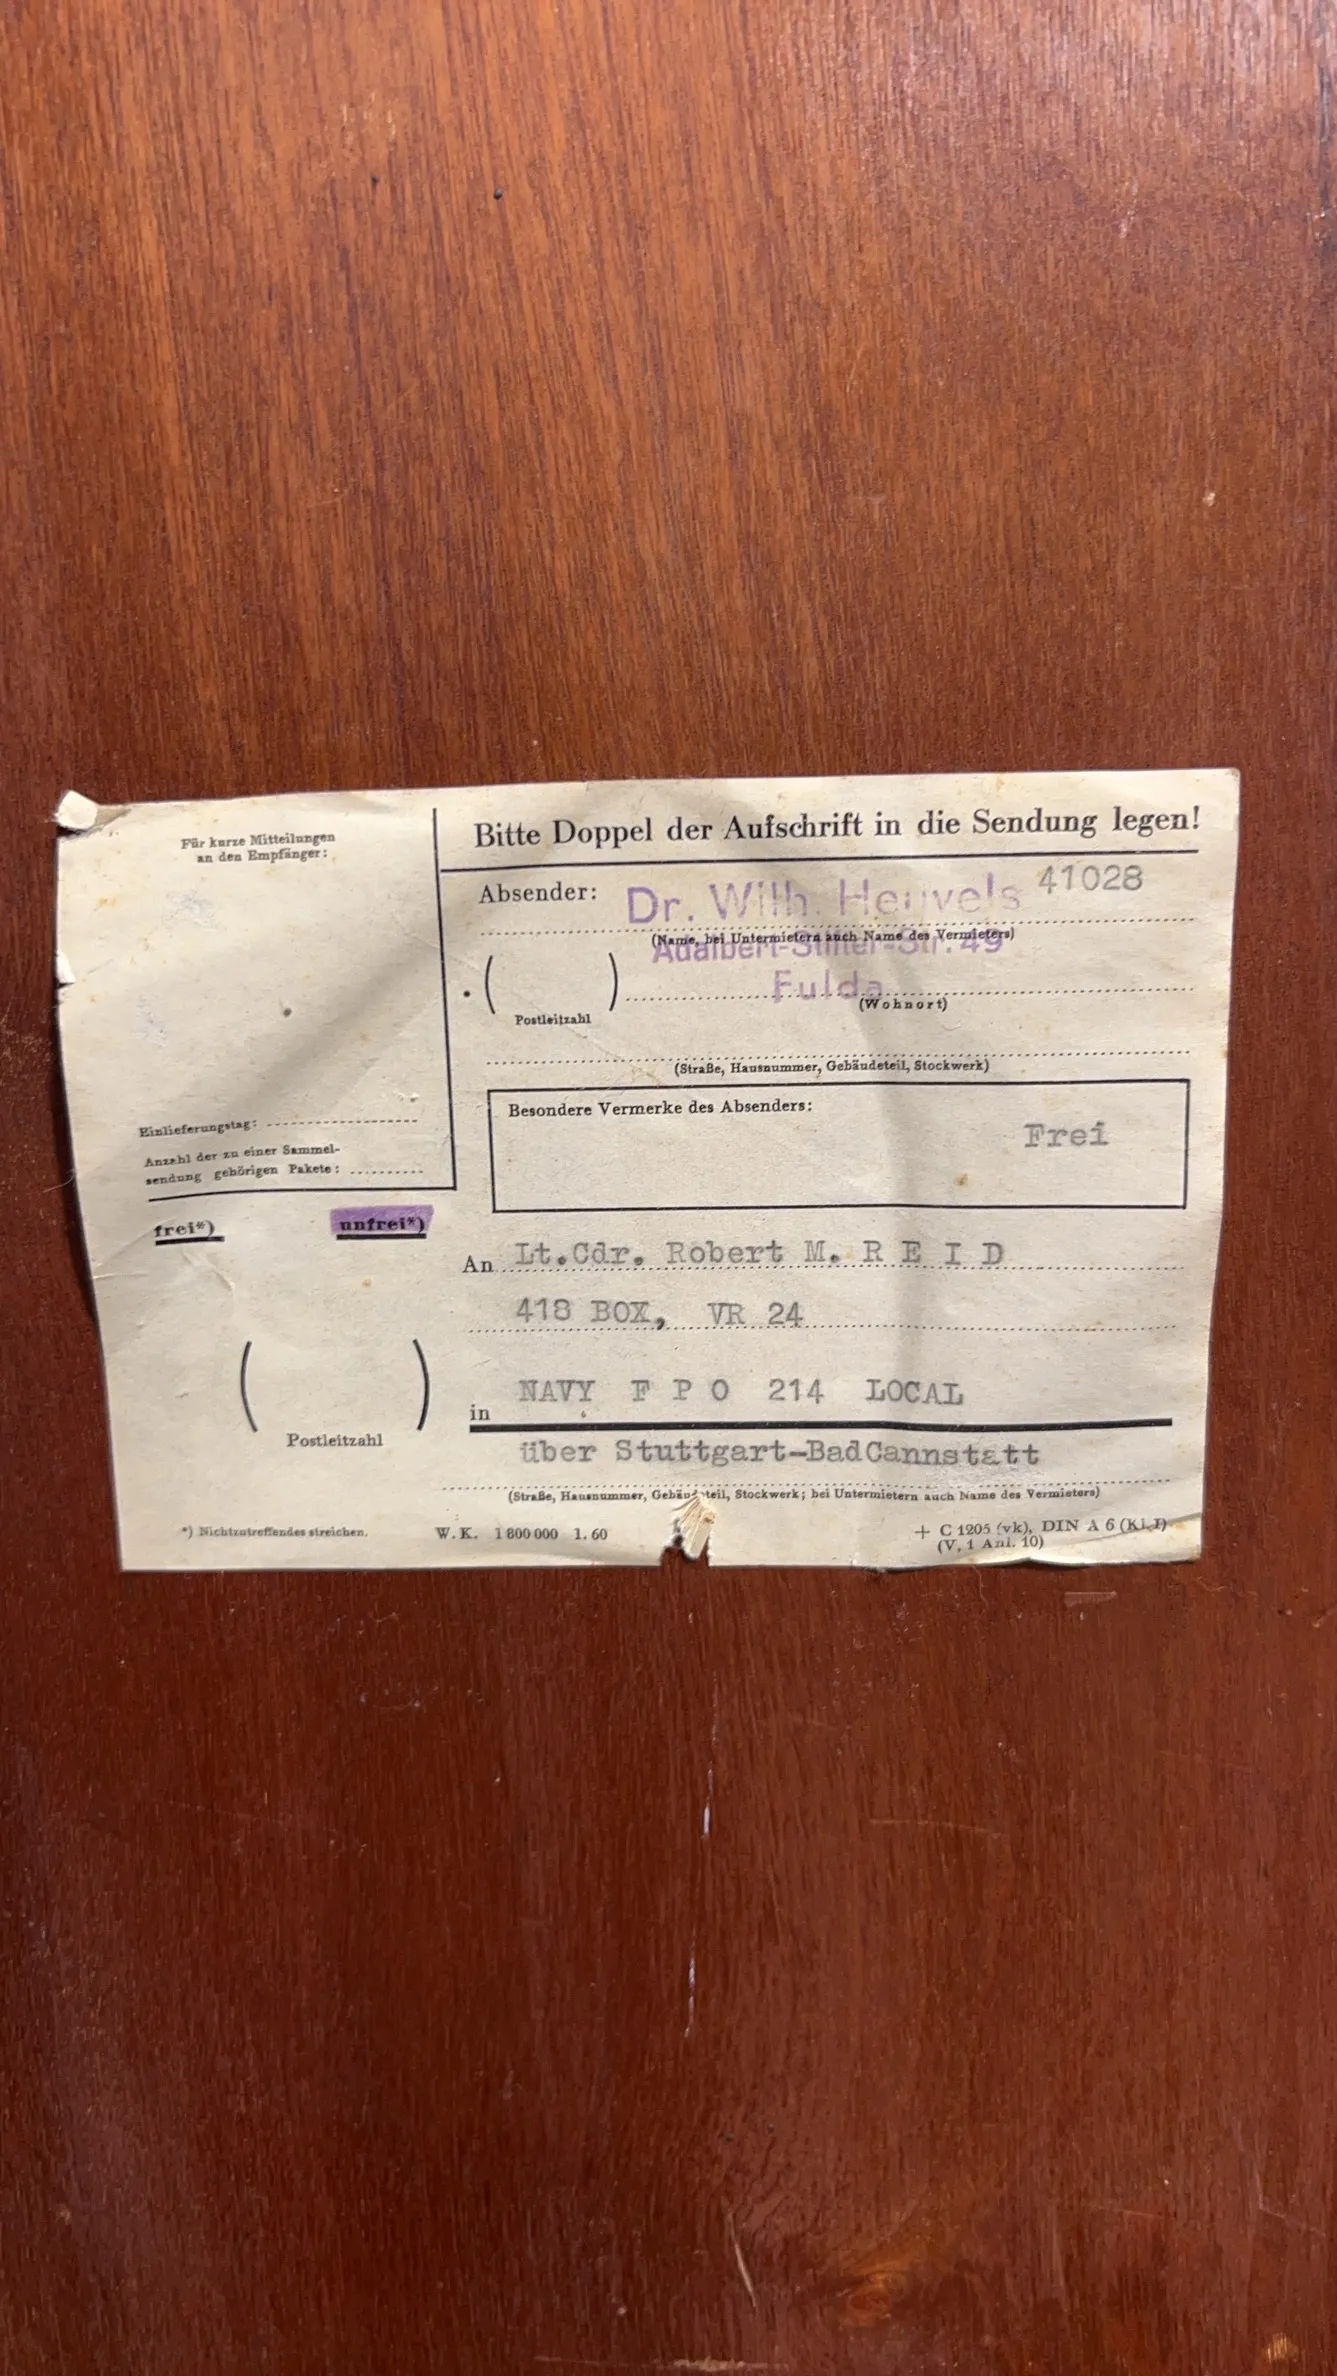 Für kurze Mitteilungen
an den Empfänger:
Einlieferungstag:
Anzahl der zu einer Sammel-
sendung gehörigen Pakete:
frei*) unfrei*)
Postleitzahl
*) Nichtzutreffendes streichen.
Bitte Doppel der Aufschrift in die Sendung legen!
Absender: Dr. Wilh. Heuvels 41028
(Name, bei Untermietern auch Name des Vermieters)
Adalbert-Stifter-Str. 49
Fulda
(Wohnort)
Postleitzahl
(Straße, Hausnummer, Gebäudeteil, Stockwerk)
Besondere Vermerke des Absenders:
Frei
An Lt.Cdr. Robert M. R E I D
418 BOX, VR 24
in NAVY F P O 214 LOCAL
über Stuttgart-BadCannstatt
(Straße, Hausnummer, Gebäudeteil, Stockwerk; bei Untermietern auch Name des Vermieters)
W. K. 1800000 1. 60
+ C 1205 (vk), DIN A 6 (Kl. I)
(V, 1 Anl. 10)